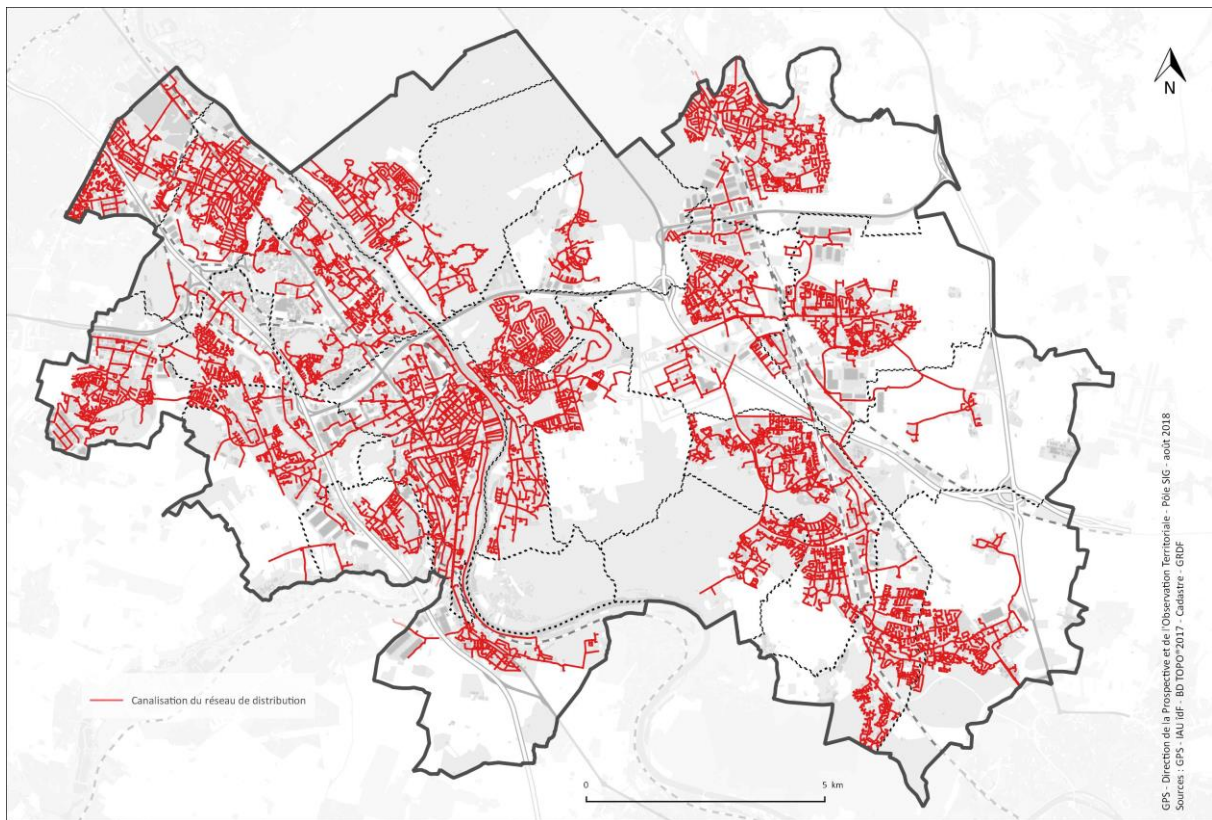 N
Canalisation du réseau de distribution
0
5 km
GPS - Direction de la Prospective et de l'Observation Territoriale - Pôle SIG - août 2018
Sources : GPS - IAU îdF - BD TOPO®2017 - Cadastre - GRDF